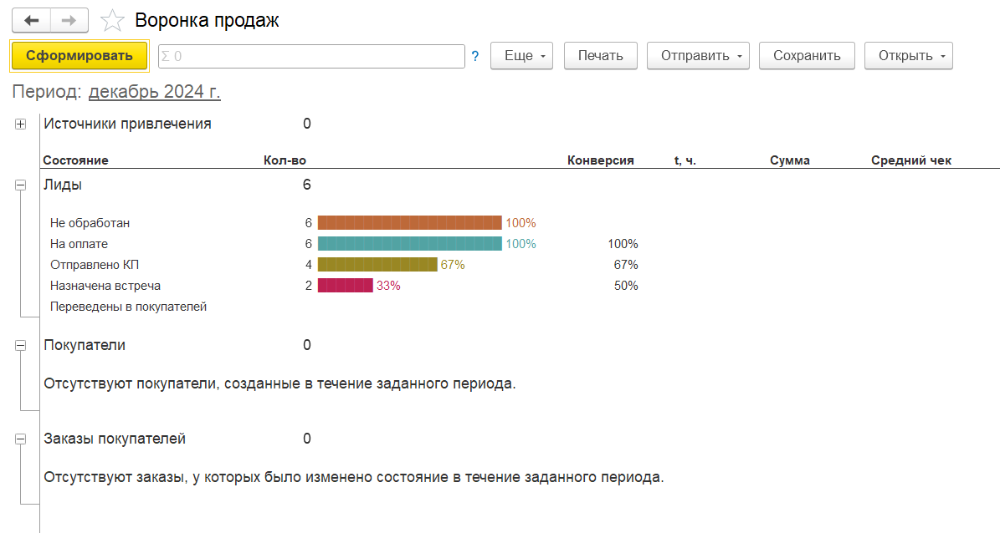 Воронка продаж
Сформировать Σ 0 ? Еще Печать Отправить Сохранить Открыть
Период: декабрь 2024 г.
Источники привлечения 0
Состояние Кол-во Конверсия t, ч. Сумма Средний чек
Лиды 6
Не обработан 6 100%
На оплате 6 100% 100%
Отправлено КП 4 67% 67%
Назначена встреча 2 33% 50%
Переведены в покупателей
Покупатели 0
Отсутствуют покупатели, созданные в течение заданного периода.
Заказы покупателей 0
Отсутствуют заказы, у которых было изменено состояние в течение заданного периода.